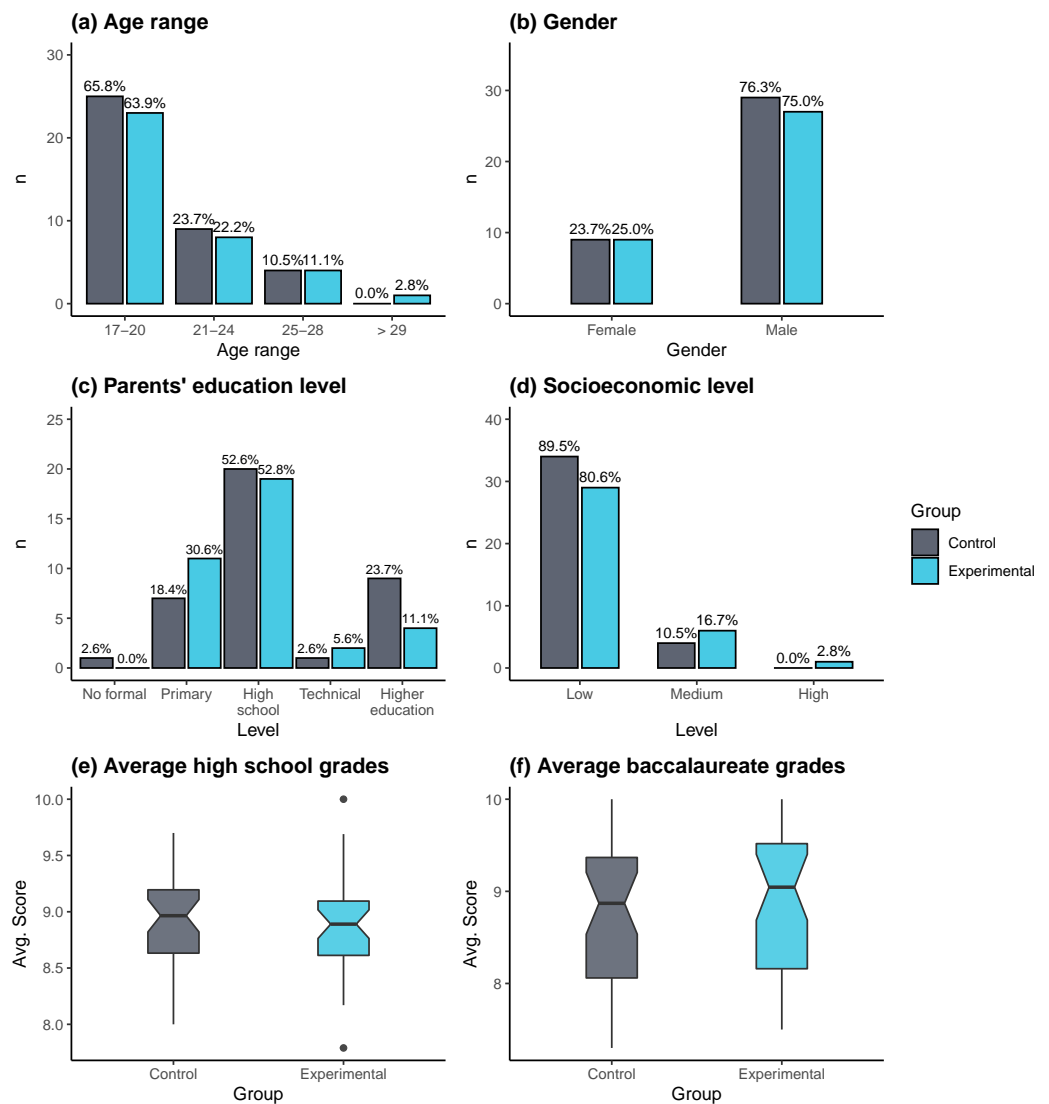 (a) Age range
30
20
10
0
n
65.8%
63.9%
23.7%
22.2%
10.5%
11.1%
0.0%
2.8%
17−20
21−24
25−28
> 29
Age range
(b) Gender
30
20
10
0
n
23.7%
25.0%
76.3%
75.0%
Female
Male
Gender
(c) Parents' education level
25
20
15
10
5
0
n
2.6%
0.0%
18.4%
30.6%
52.6%
52.8%
2.6%
5.6%
23.7%
11.1%
No formal
Primary
High
school
Technical
Higher
education
Level
(d) Socioeconomic level
40
30
20
10
0
n
89.5%
80.6%
10.5%
16.7%
0.0%
2.8%
Low
Medium
High
Level
Group
Control
Experimental
(e) Average high school grades
10.0
9.5
9.0
8.5
8.0
Avg. Score
Control
Experimental
Group
(f) Average baccalaureate grades
10
9
8
Avg. Score
Control
Experimental
Group